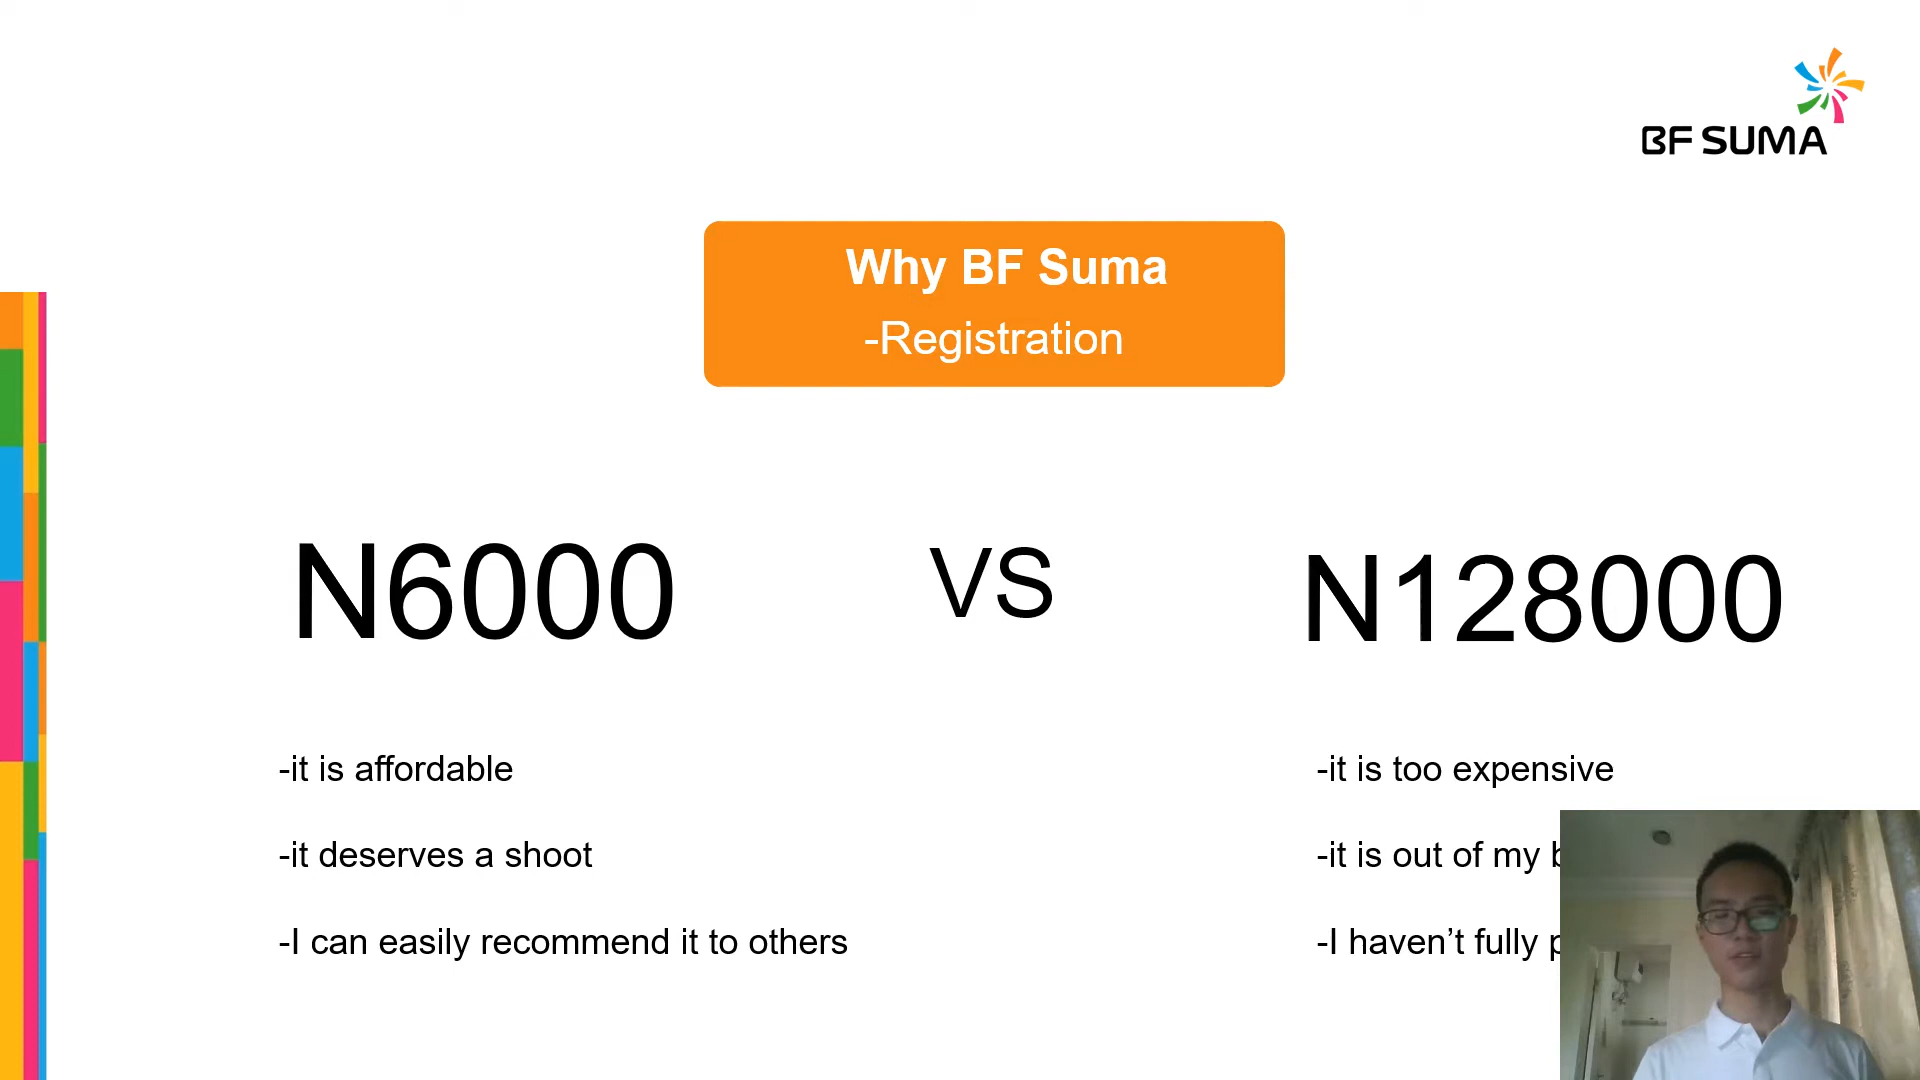 BF SUMA
Why BF Suma
-Registration
N6000
VS
N128000
-it is affordable
-it is too expensive
-it deserves a shoot
-it is out of my
-I can easily recommend it to others
-I haven’t fully